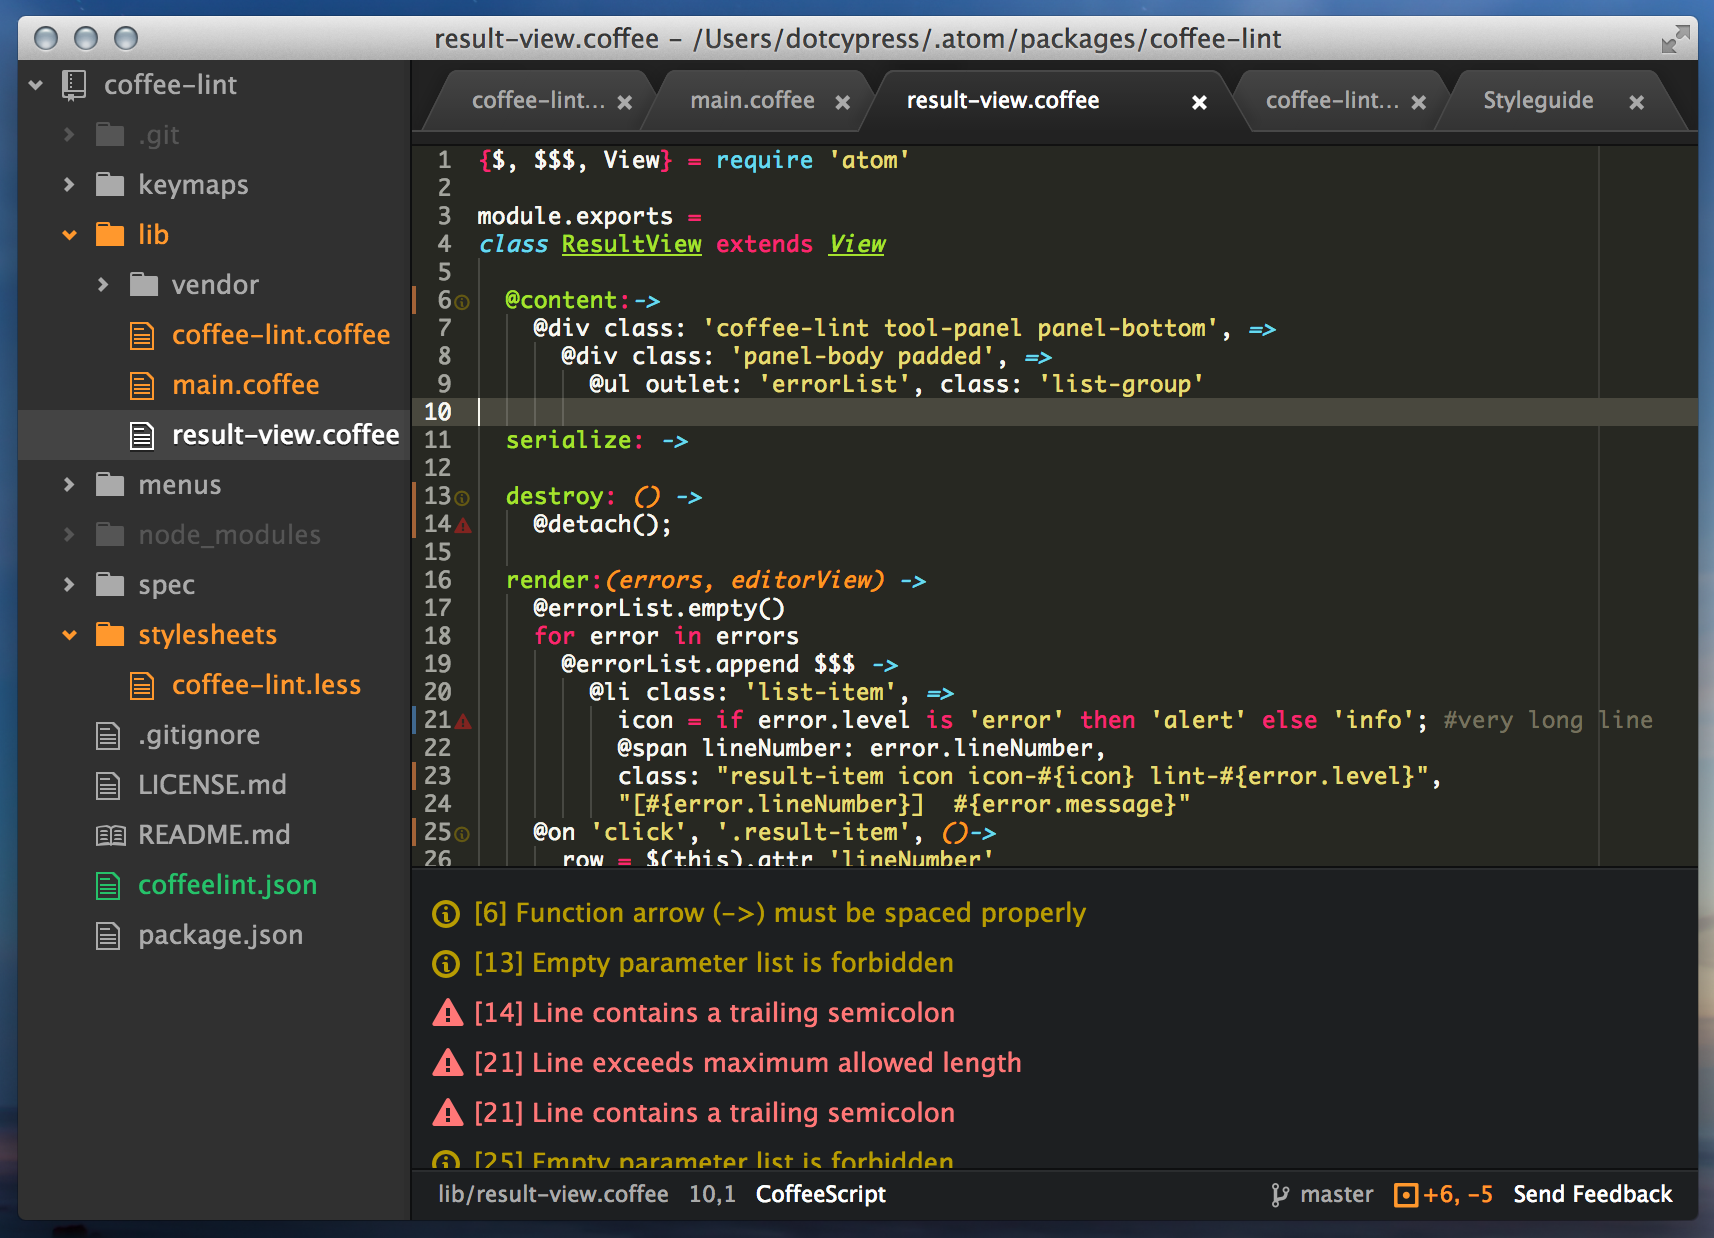 result-view.coffee – /Users/dotcypress/.atom/packages/coffee-lint
coffee-lint
.git
keymaps
lib
vendor
coffee-lint.coffee
main.coffee
result-view.coffee
menus
node_modules
spec
stylesheets
coffee-lint.less
.gitignore
LICENSE.md
README.md
coffeelint.json
package.json
coffee-lint... main.coffee result-view.coffee coffee-lint... Styleguide
1 {$, $$$, View} = require 'atom'
2
3 module.exports =
4 class ResultView extends View
5
6 @content:->
7 @div class: 'coffee-lint tool-panel panel-bottom', =>
8 @div class: 'panel-body padded', =>
9 @ul outlet: 'errorList', class: 'list-group'
10
11 serialize: ->
12
13 destroy: () ->
14 @detach();
15
16 render:(errors, editorView) ->
17 @errorList.empty()
18 for error in errors
19 @errorList.append $$$ ->
20 @li class: 'list-item', =>
21 icon = if error.level is 'error' then 'alert' else 'info'; #very long line
22 @span lineNumber: error.lineNumber,
23 class: "result-item icon icon-#{icon} lint-#{error.level}",
24 "[#{error.lineNumber}]  #{error.message}"
25 @on 'click', '.result-item', ()->
26 row = $(this).attr 'lineNumber'
[6] Function arrow (->) must be spaced properly
[13] Empty parameter list is forbidden
[14] Line contains a trailing semicolon
[21] Line exceeds maximum allowed length
[21] Line contains a trailing semicolon
[25] Empty parameter list is forbidden
lib/result-view.coffee 10,1 CoffeeScript master +6, -5 Send Feedback